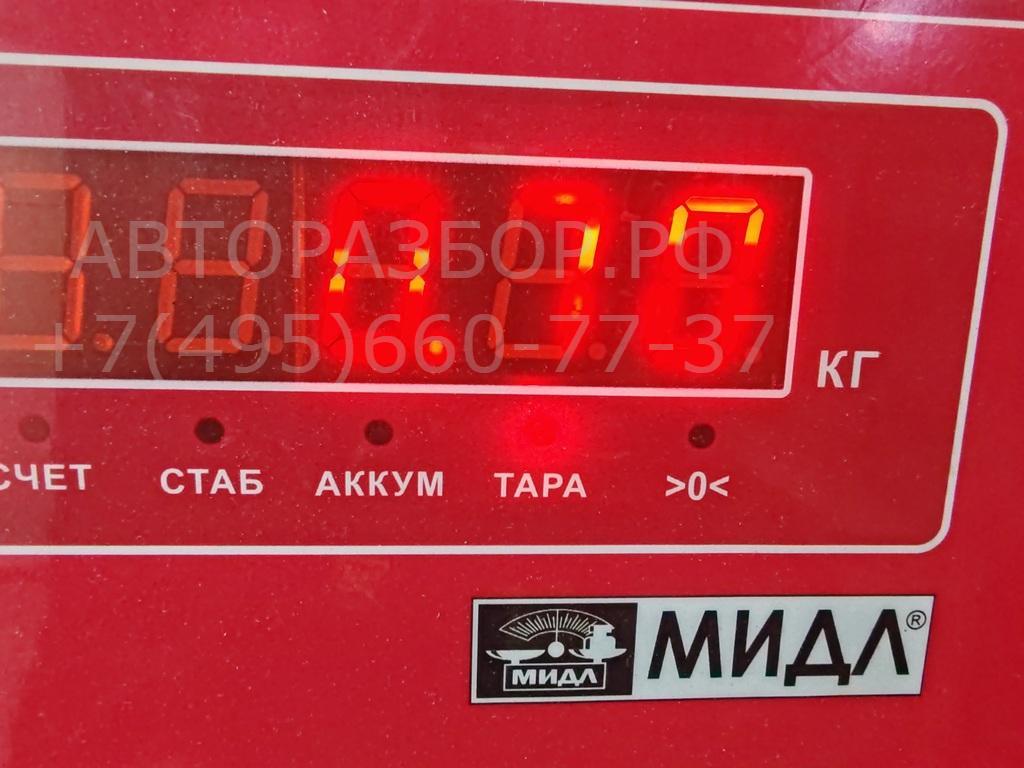 АВТОРАЗБОР.РФ
+7(495)660-77-37
КГ
СЧЕТ СТАБ АККУМ ТАРА >0<
МИДЛ МИДЛ®